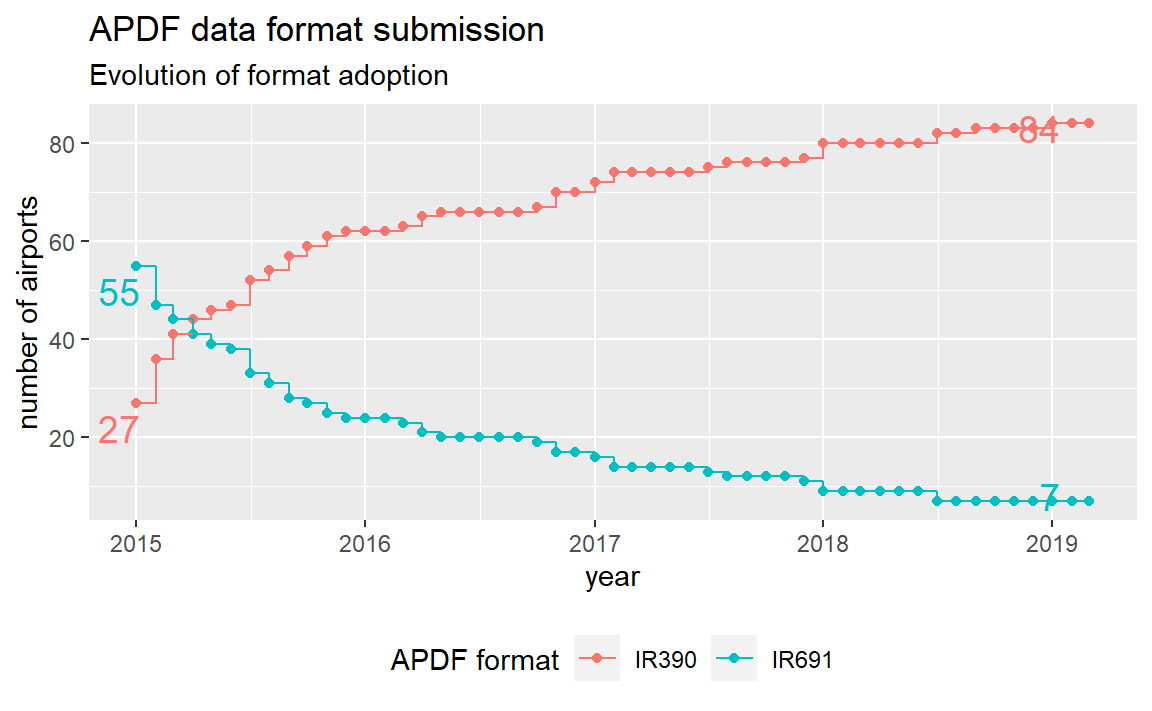 APDF data format submission
Evolution of format adoption
number of airports
80
60
40
20
55
27
84
7
2015 2016 2017 2018 2019
year
APDF format IR390 IR691